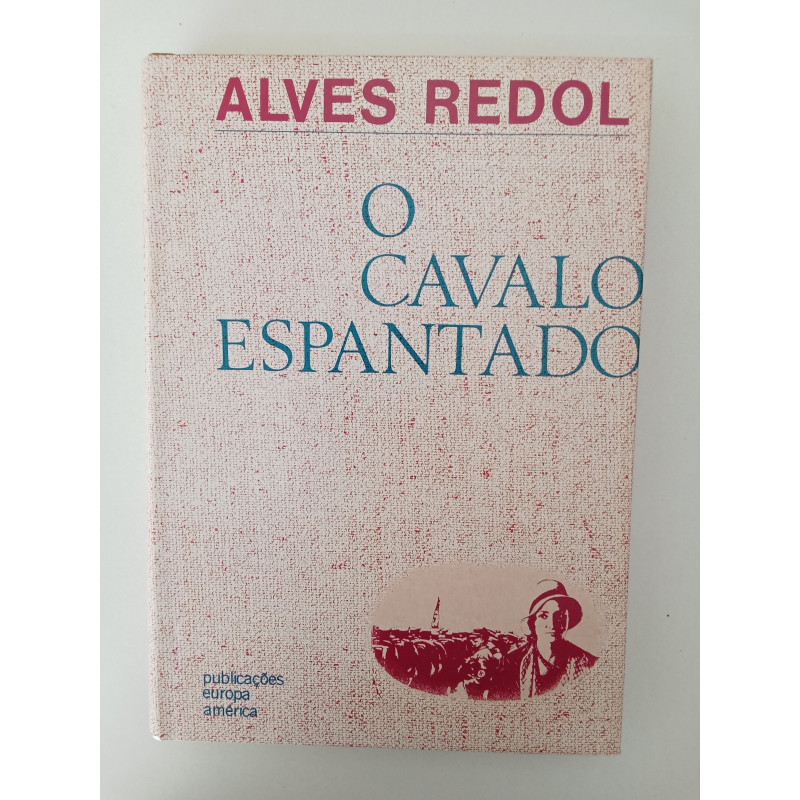 ALVES REDOL
O
CAVALO
ESPANTADO
publicações
europa
américa